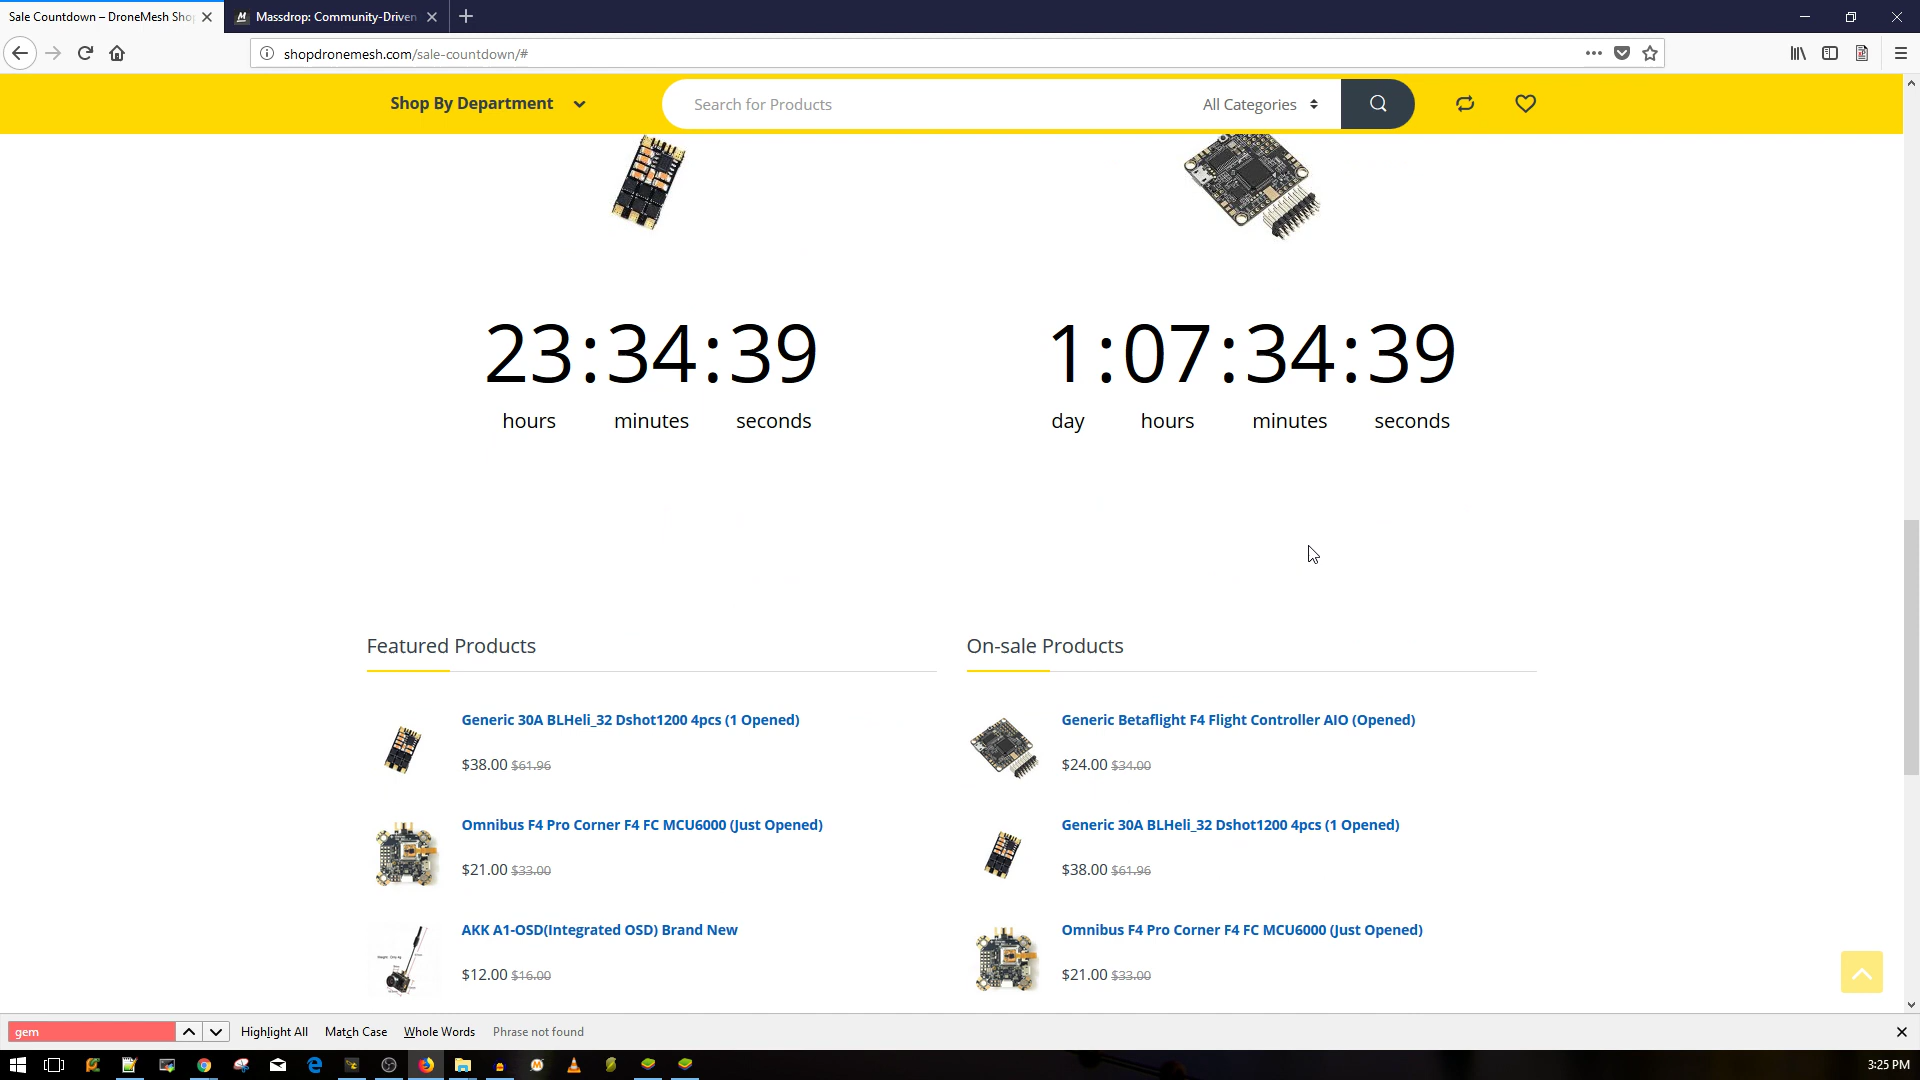 Sale Countdown – DroneMesh Sho
Massdrop: Community-Driven
shopdronemesh.com/sale-countdown/#
Shop By Department
Search for Products
All Categories
23:34:39
hours minutes seconds
1:07:34:39
day hours minutes seconds
Featured Products
Generic 30A BLHeli_32 Dshot1200 4pcs (1 Opened)
$38.00 $61.96
Omnibus F4 Pro Corner F4 FC MCU6000 (Just Opened)
$21.00 $33.00
AKK A1-OSD(Integrated OSD) Brand New
$12.00 $16.00
On-sale Products
Generic Betaflight F4 Flight Controller AIO (Opened)
$24.00 $34.00
Generic 30A BLHeli_32 Dshot1200 4pcs (1 Opened)
$38.00 $61.96
Omnibus F4 Pro Corner F4 FC MCU6000 (Just Opened)
$21.00 $33.00
gem
Highlight All Match Case Whole Words Phrase not found
3:25 PM